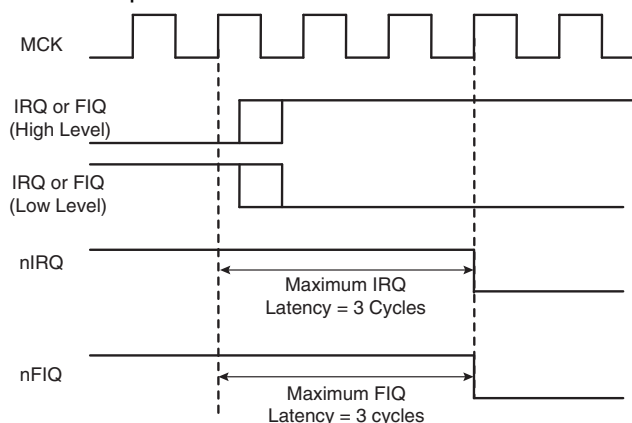 MCK
IRQ or FIQ
(High Level)
IRQ or FIQ
(Low Level)
nIRQ
Maximum IRQ
Latency = 3 Cycles
nFIQ
Maximum FIQ
Latency = 3 cycles